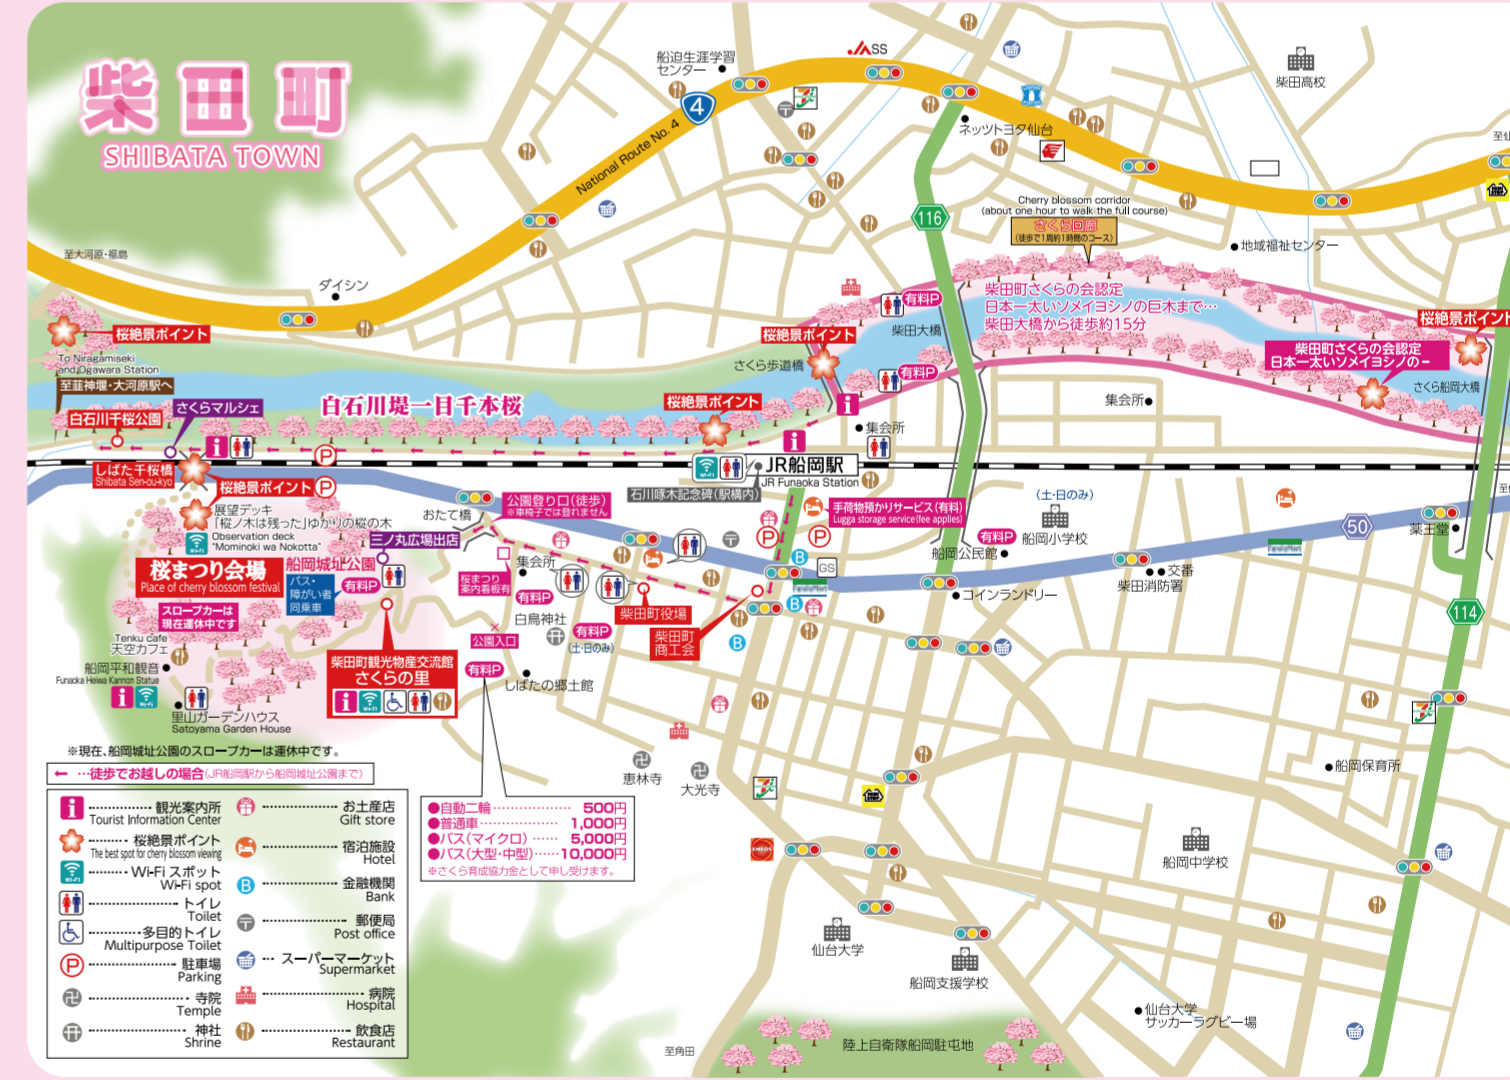 柴田町
SHIBATA TOWN
船迫生涯学習
センター
SS
4
National Route No. 4
柴田高校
ネッツトヨタ仙台
116
Cherry blossom corridor
(about one hour to walk the full course)
さくら回廊
(徒歩で1周約1時間のコース)
地域福祉センター
至大河原・福島
ダイシン
桜絶景ポイント
To Niragamiseki
and Ogawara Station
至韮神堰・大河原駅へ
白石川千桜公園
さくらマルシェ
白石川堤一目千本桜
桜絶景ポイント
桜絶景ポイント
さくら歩道橋
有料P
柴田大橋
有料P
柴田町さくらの会認定
日本一太いソメイヨシノの巨木まで…
柴田大橋から徒歩約15分
桜絶景ポイント
柴田町さくらの会認定
日本一太いソメイヨシノの
さくら船岡大橋
集会所
集会所
しばた千桜橋
Shibata Sen-ou-kyo
桜絶景ポイント
展望デッキ
「樅ノ木は残った」ゆかりの樅の木
Observation deck
"Mominoki wa Nokotta"
Wi-Fi
JR船岡駅
JR Funaoka Station
石川啄木記念碑(駅構内)
おたて橋
公園登り口(徒歩)
※車椅子では登れません
三ノ丸広場出店
手荷物預かりサービス(有料)
Lugga storage service(fee applies)
(土・日のみ)
有料P
船岡公民館
船岡小学校
50
薬王堂
FamilyMart
桜まつり会場
Place of cherry blossom festival
船岡城址公園
バス・
障がい者
同乗車
有料P
スロープカーは
現在運休中です
桜まつり
案内看板有
集会所
有料P
白鳥神社
有料P
(土・日のみ)
公園入口
柴田町役場
柴田町
商工会
GS
FamilyMart
コインランドリー
交番
柴田消防署
114
Tenku cafe
天空カフェ
船岡平和観音
Funaoka Heiwa Kannon Statue
里山ガーデンハウス
Satoyama Garden House
柴田町観光物産交流館
さくらの里
有料P
しばたの郷土館
※現在、船岡城址公園のスロープカーは運休中です。
…徒歩でお越しの場合(JR船岡駅から船岡城址公園まで)
恵林寺
大光寺
船岡保育所
船岡中学校
観光案内所
Tourist Information Center
桜絶景ポイント
The best spot for cherry blossom viewing
Wi-Fi スポット
Wi-Fi spot
トイレ
Toilet
多目的トイレ
Multipurpose Toilet
駐車場
Parking
寺院
Temple
神社
Shrine
お土産店
Gift store
宿泊施設
Hotel
金融機関
Bank
郵便局
Post office
スーパーマーケット
Supermarket
病院
Hospital
飲食店
Restaurant
●自動二輪 500円
●普通車 1,000円
●バス(マイクロ) 5,000円
●バス(大型・中型) 10,000円
※さくら育成協力金として申し受けます。
ENEOS
仙台大学
船岡支援学校
仙台大学
サッカーラグビー場
至角田
陸上自衛隊船岡駐屯地